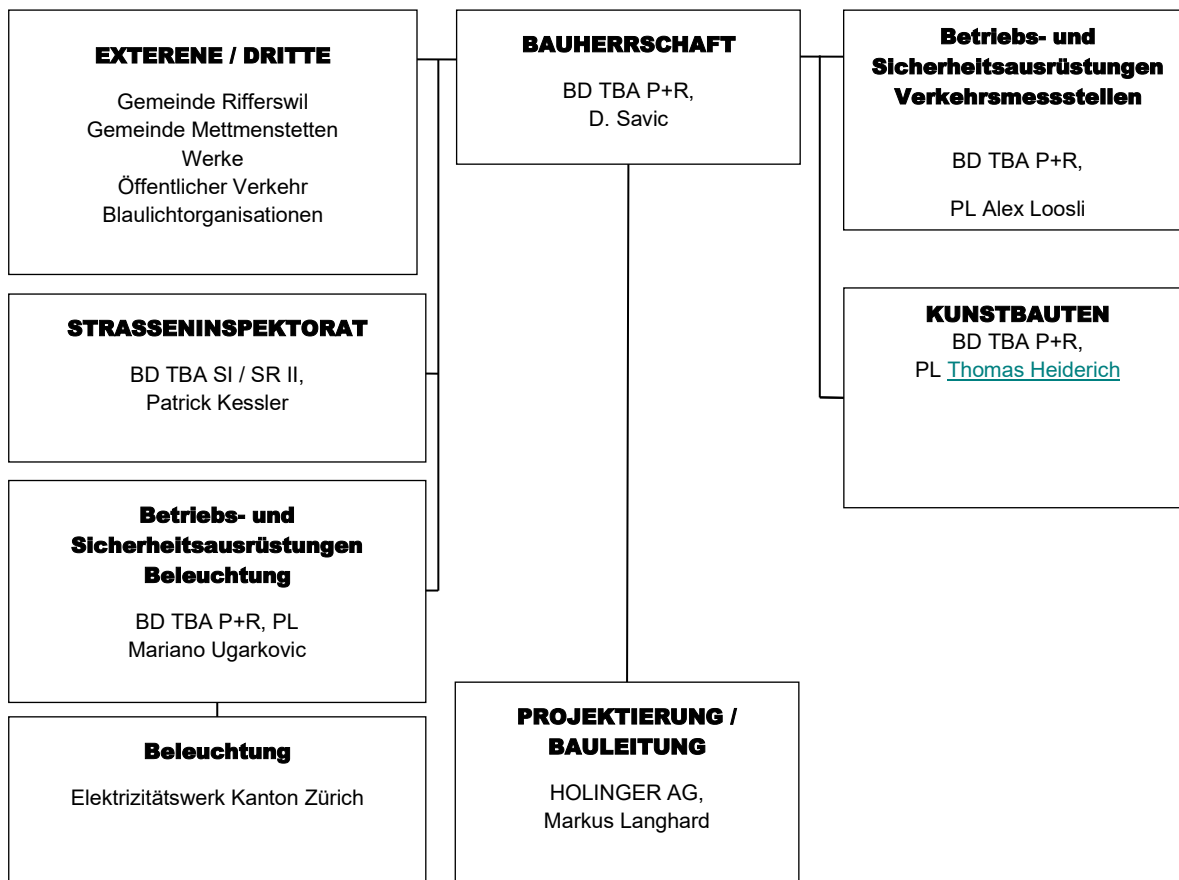 EXTERENE / DRITTE
Gemeinde Rifferswil
Gemeinde Mettmenstetten
Werke
Öffentlicher Verkehr
Blaulichtorganisationen
BAUHERRSCHAFT
BD TBA P+R,
D. Savic
Betriebs- und
Sicherheitsausrüstungen
Verkehrsmessstellen
BD TBA P+R,
PL Alex Loosli
STRASSENINSPEKTORAT
BD TBA SI / SR II,
Patrick Kessler
KUNSTBAUTEN
BD TBA P+R,
PL Thomas Heiderich
Betriebs- und
Sicherheitsausrüstungen
Beleuchtung
BD TBA P+R, PL
Mariano Ugarkovic
Beleuchtung
Elektrizitätswerk Kanton Zürich
PROJEKTIERUNG /
BAULEITUNG
HOLINGER AG,
Markus Langhard